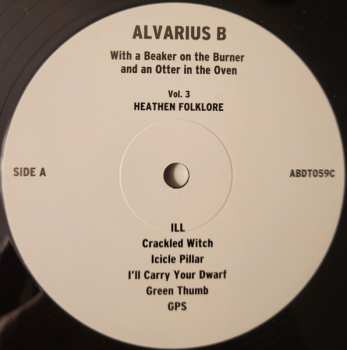 ALVARIUS B
With a Beaker on the Burner
and an Otter in the Oven
Vol. 3
HEATHEN FOLKLORE
SIDE A
ABDT059C
ILL
Crackled Witch
Icicle Pillar
I'll Carry Your Dwarf
Green Thumb
GPS